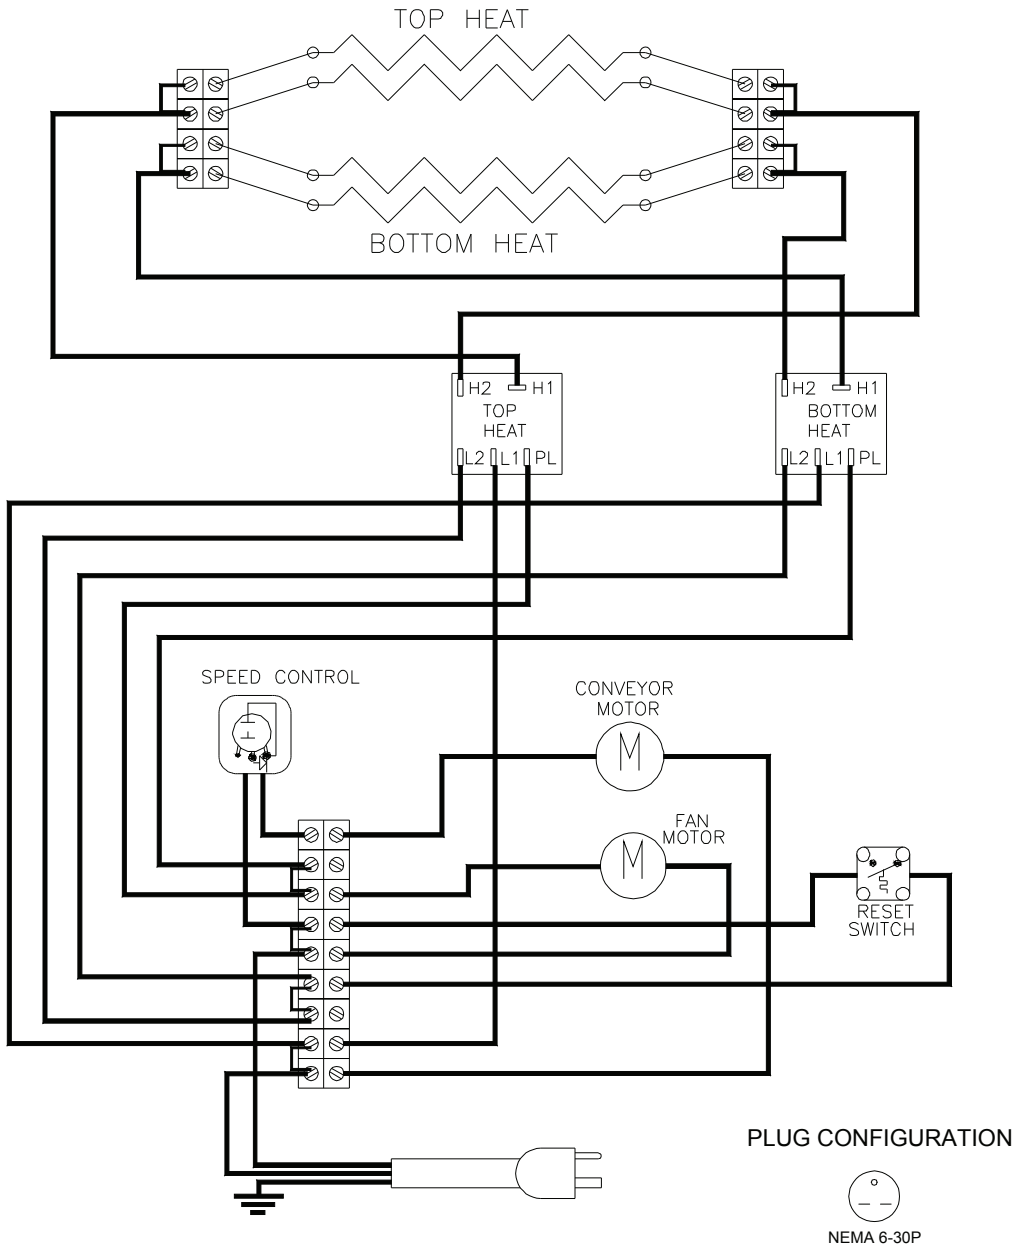 TOP HEAT
BOTTOM HEAT
H2 H1
TOP
HEAT
L2 L1 PL
H2 H1
BOTTOM
HEAT
L2 L1 PL
SPEED CONTROL
CONVEYOR
MOTOR
M
FAN
MOTOR
M
RESET
SWITCH
PLUG CONFIGURATION
NEMA 6-30P